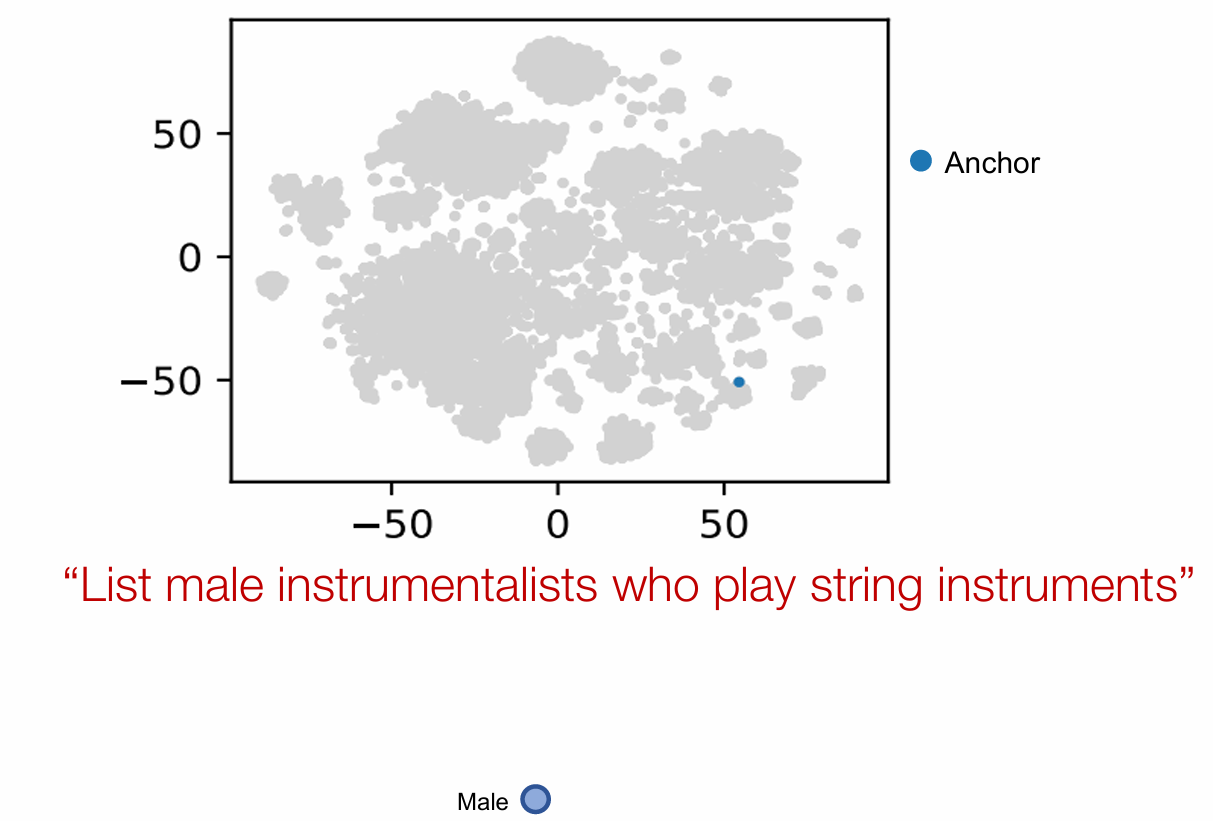 50
0
−50
−50 0 50
Anchor
“List male instrumentalists who play string instruments”
Male